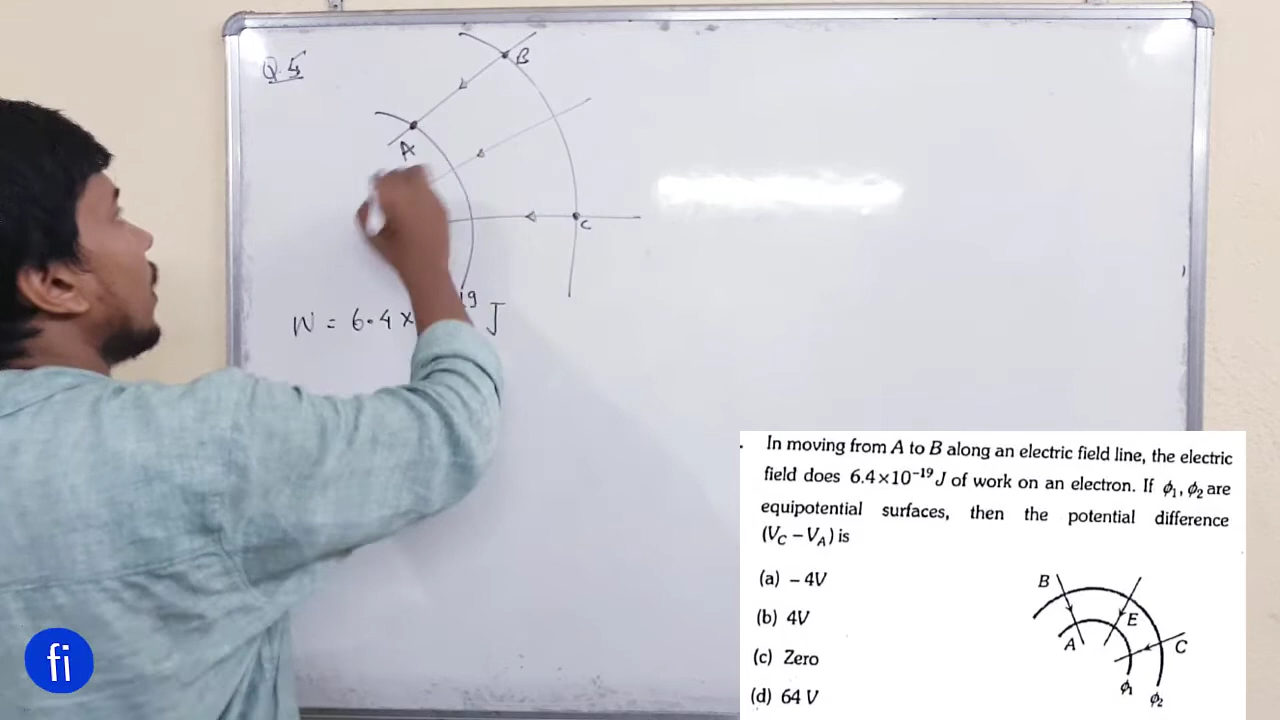 Q.5
B
A
C
W = 6.4 × 19 J
In moving from A to B along an electric field line, the electric
field does 6.4×10⁻¹⁹ J of work on an electron. If ϕ₁, ϕ₂ are
equipotential surfaces, then the potential difference
(V_C – V_A) is
(a) – 4V
(b) 4V
(c) Zero
(d) 64 V
B
E
A
C
ϕ₁
ϕ₂
fi